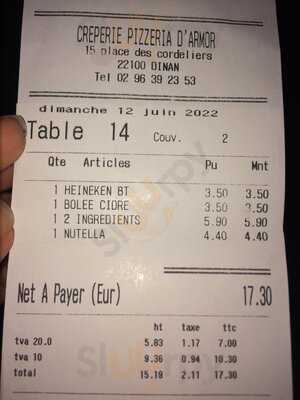 CREPERIE PIZZERIA D'ARMOR
15 place des cordeliers
22100 DINAN
Tel 02 96 39 23 53
dimanche 12 juin 2022
Table 14 Couv. 2
Qte Articles Pu Mnt
1 HEINEKEN BT 3.50 3.50
1 BOLEE CIDRE 3.50 3.50
1 2 INGREDIENTS 5.90 5.90
1 NUTELLA 4.40 4.40
Net A Payer (Eur) 17.30
ht taxe ttc
tva 20.0 5.83 1.17 7.00
tva 10 9.36 0.94 10.30
total 15.19 2.11 17.30